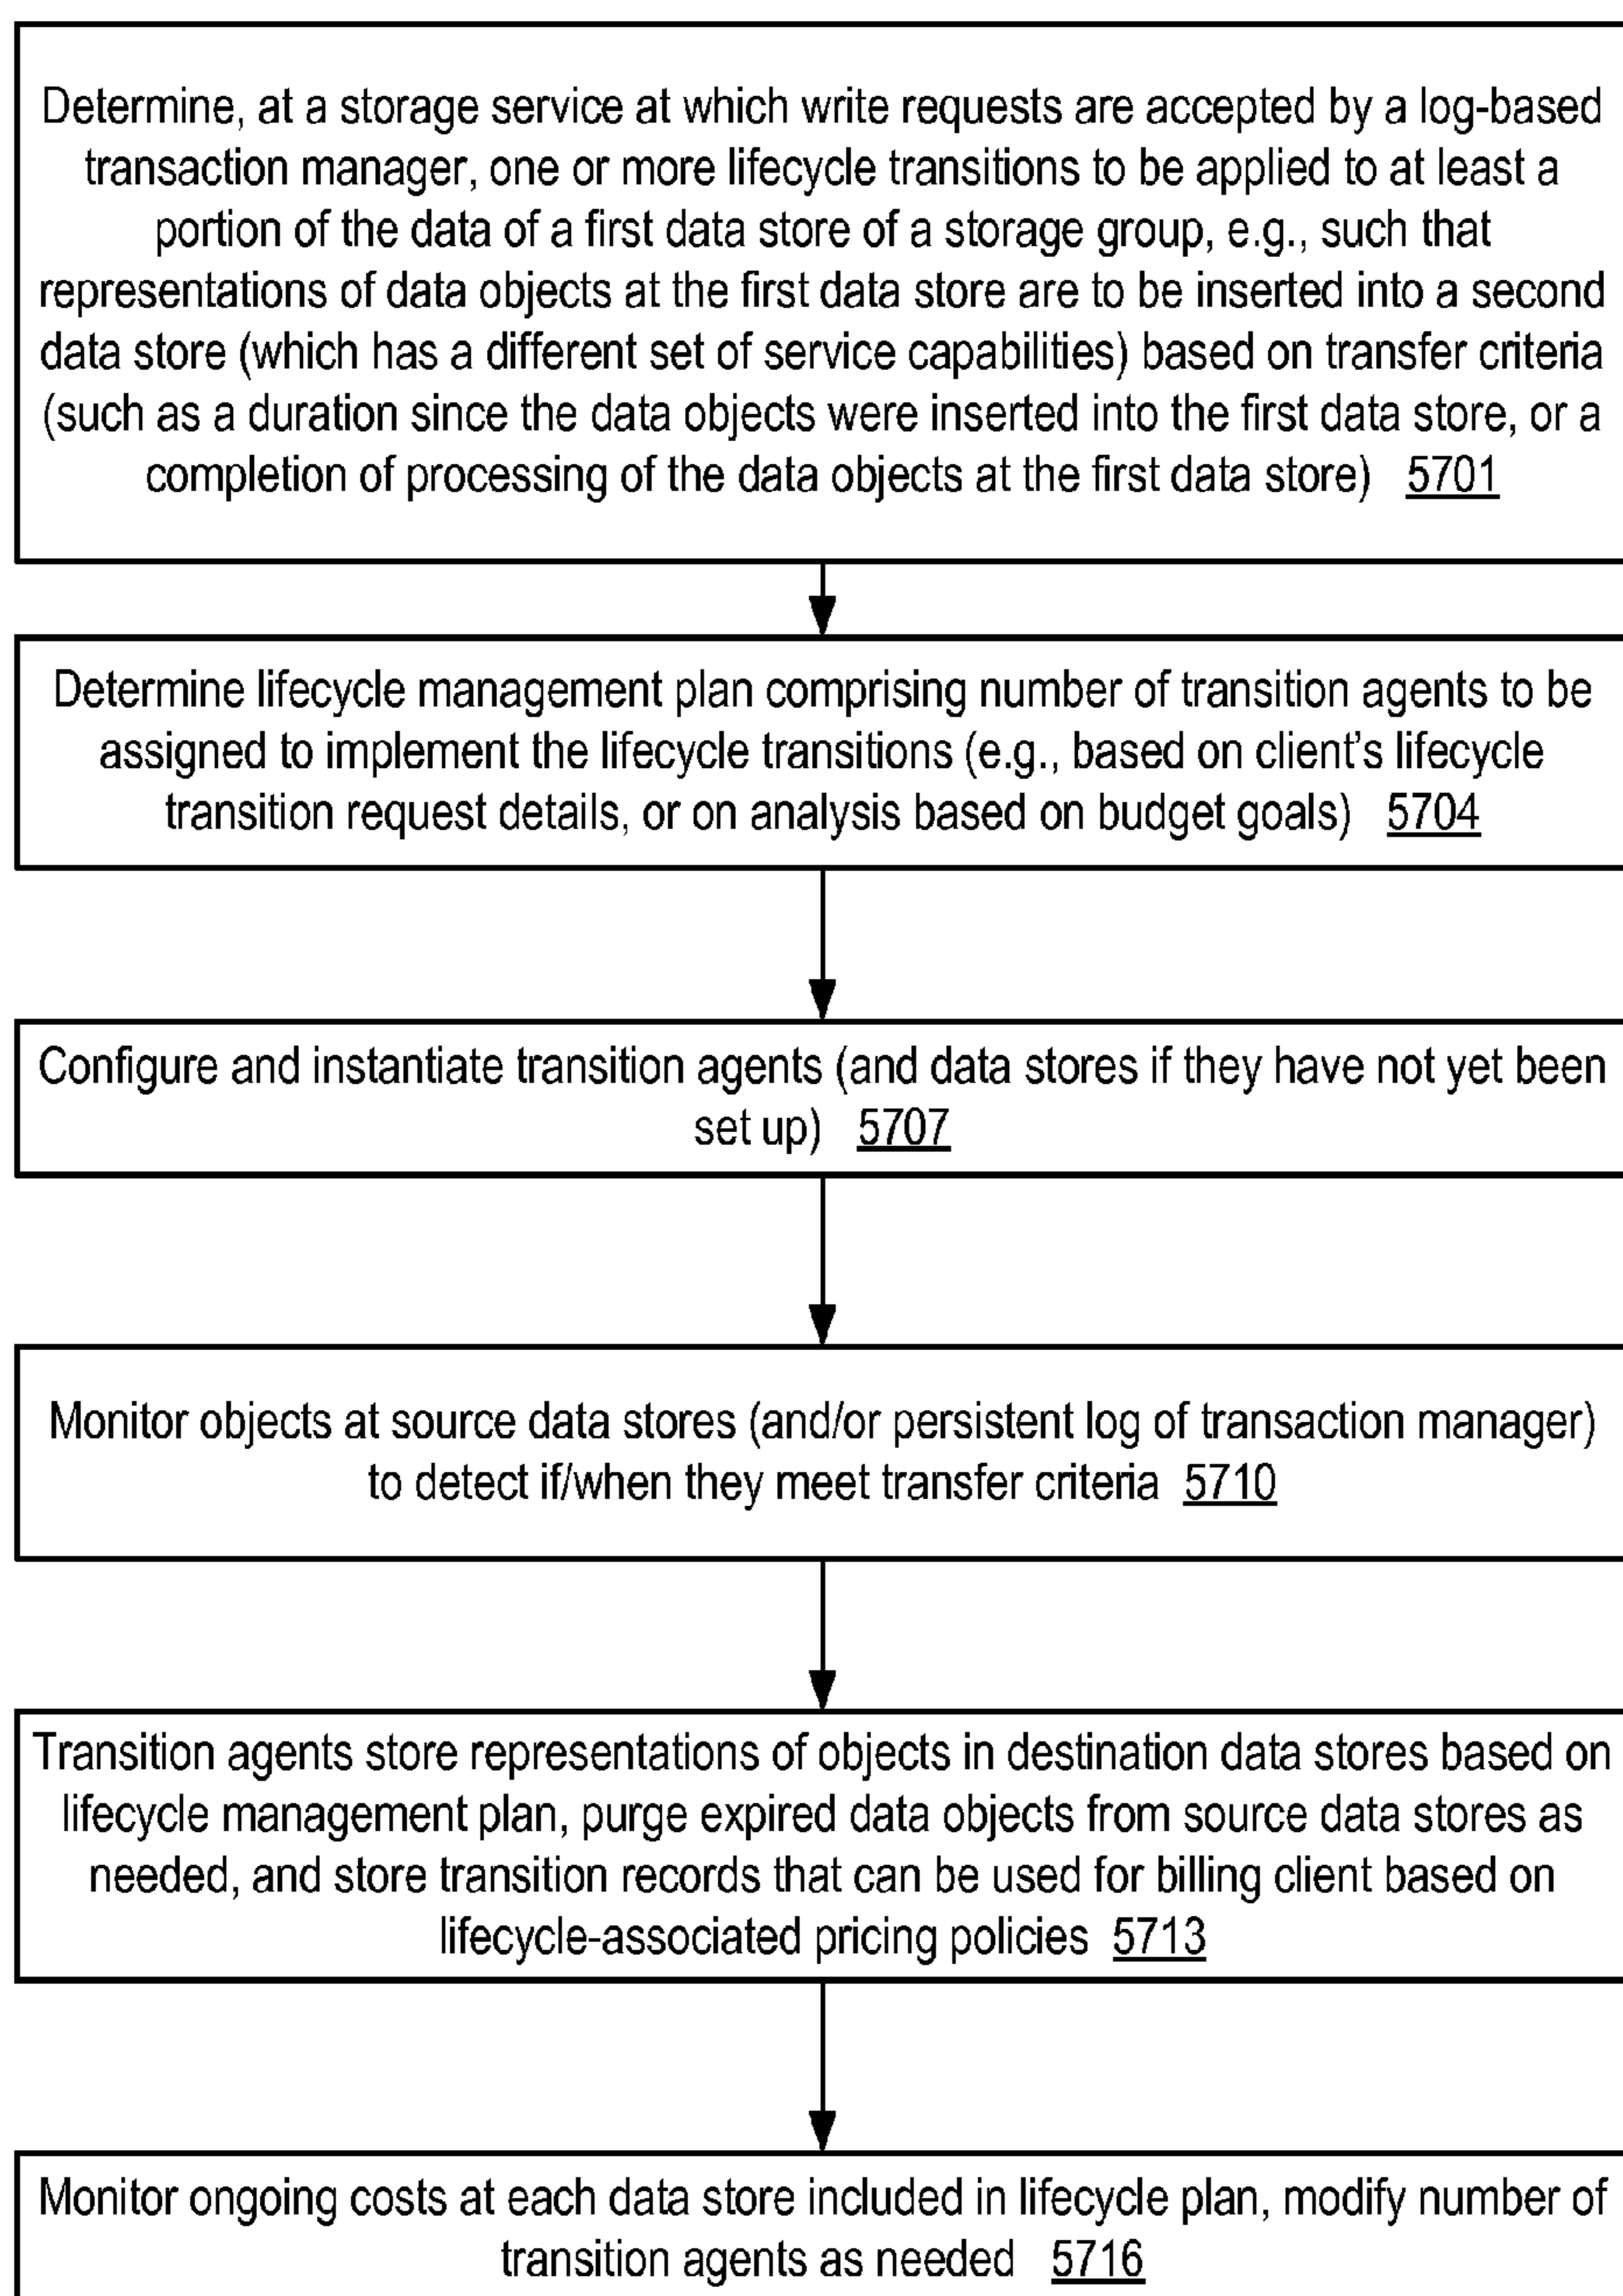 Determine, at a storage service at which write requests are accepted by a log-based
transaction manager, one or more lifecycle transitions to be applied to at least a
portion of the data of a first data store of a storage group, e.g., such that
representations of data objects at the first data store are to be inserted into a second
data store (which has a different set of service capabilities) based on transfer criteria
(such as a duration since the data objects were inserted into the first data store, or a
completion of processing of the data objects at the first data store) 5701
Determine lifecycle management plan comprising number of transition agents to be
assigned to implement the lifecycle transitions (e.g., based on client’s lifecycle
transition request details, or on analysis based on budget goals) 5704
Configure and instantiate transition agents (and data stores if they have not yet been
set up) 5707
Monitor objects at source data stores (and/or persistent log of transaction manager)
to detect if/when they meet transfer criteria 5710
Transition agents store representations of objects in destination data stores based on
lifecycle management plan, purge expired data objects from source data stores as
needed, and store transition records that can be used for billing client based on
lifecycle-associated pricing policies 5713
Monitor ongoing costs at each data store included in lifecycle plan, modify number of
transition agents as needed 5716